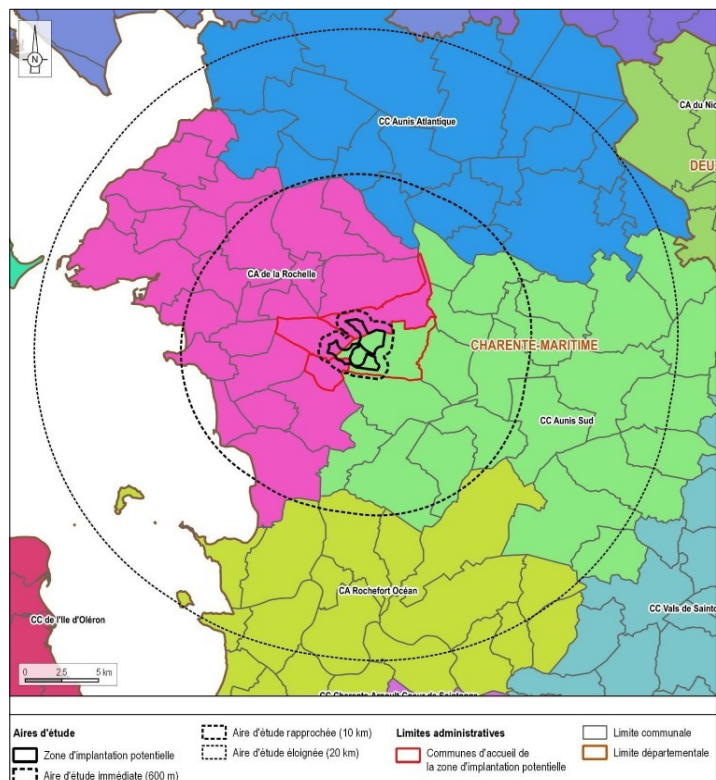 N
CC Aunis Atlantique
CA du Nio
DEUX
CA de la Rochelle
CHARENTE-MARITIME
CC Aunis Sud
CA Rochefort Océan
CC de l'Ile d'Oléron
CC Vals de Sainto
0 2.5 5 km
Aires d'étude
Zone d'implantation potentielle
Aire d'étude immédiate (600 m)
Aire d'étude rapprochée (10 km)
Aire d'étude éloignée (20 km)
Limites administratives
Communes d'accueil de
la zone d'implantation potentielle
Limite communale
Limite départementale